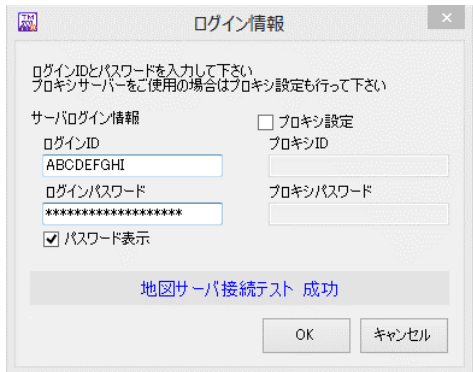 ログイン情報
ログインIDとパスワードを入力して下さい
プロキシサーバーをご使用の場合はプロキシ設定も行って下さい
サーバログイン情報
プロキシ設定
ログインID
プロキシID
ABCDEFGHI
ログインパスワード
プロキシパスワード
*******************
パスワード表示
地図サーバ接続テスト 成功
OK
キャンセル